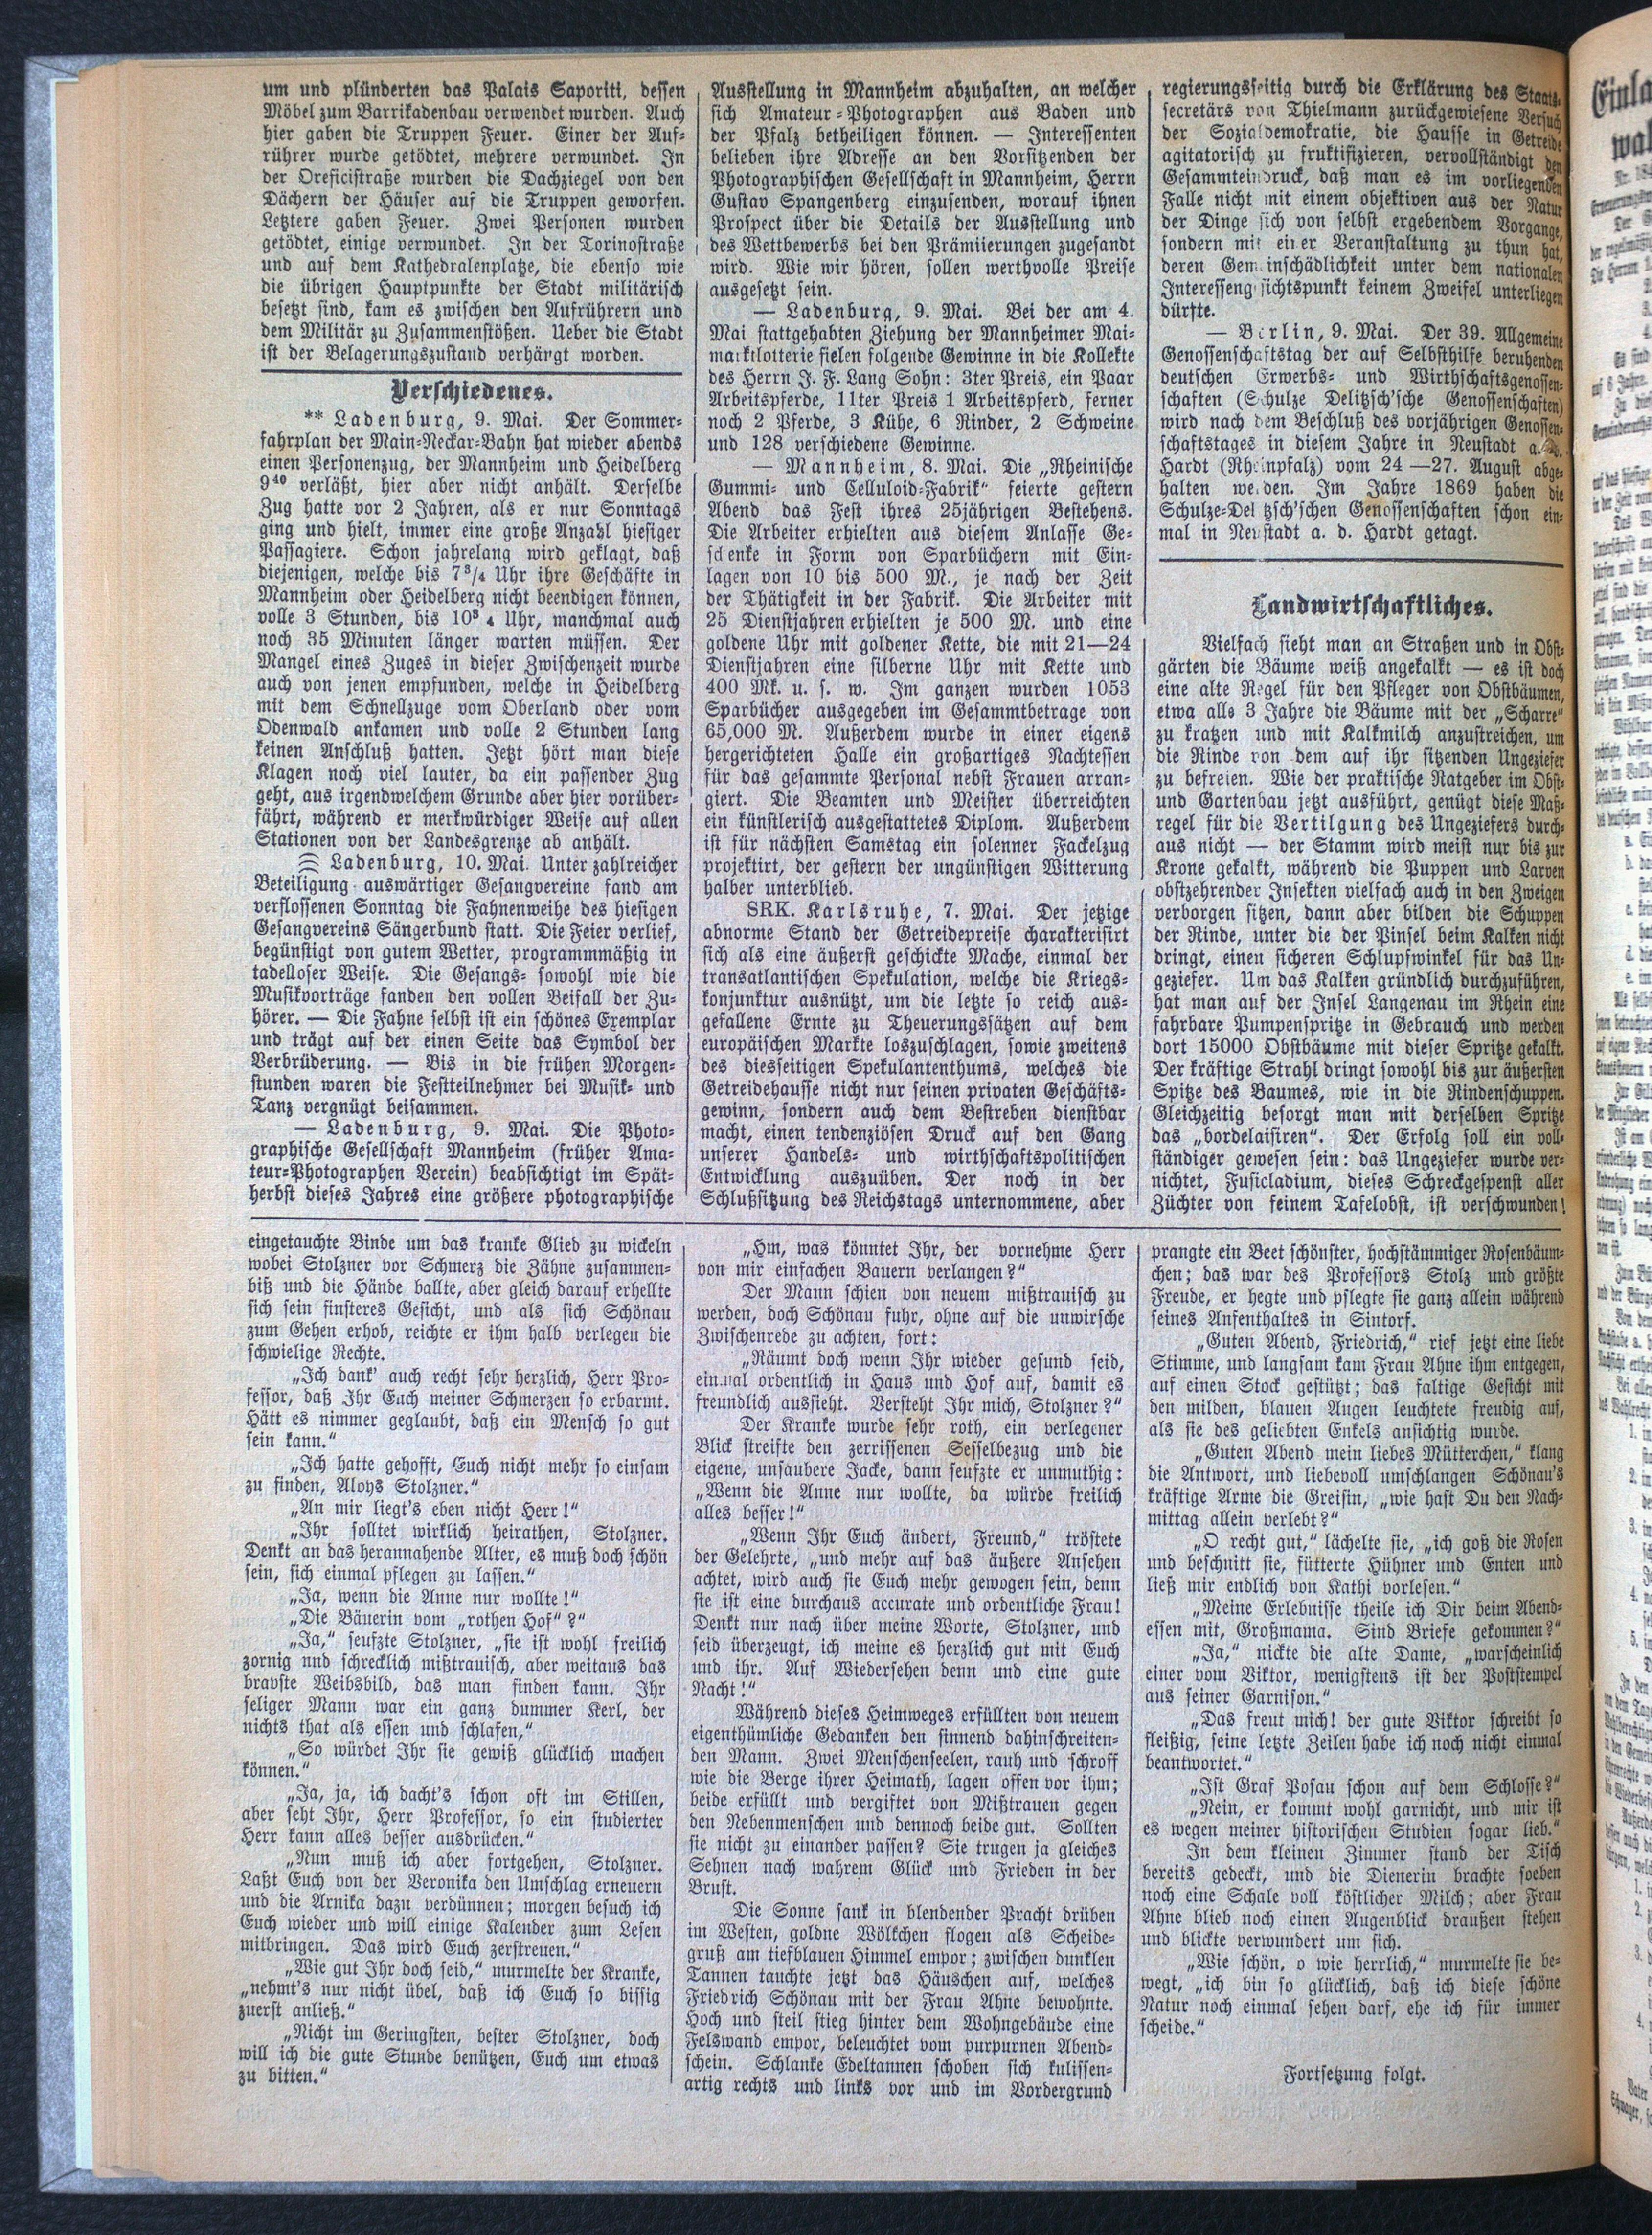 um und plünderten das Palais Saporiti, dessen
Möbel zum Barrikadenbau verwendet wurden. Auch
hier gaben die Truppen Feuer. Einer der Auf-
rührer wurde getödtet, mehrere verwundet. In
der Oreficistraße wurden die Dachziegel von den
Dächern der Häuser auf die Truppen geworfen.
Letztere gaben Feuer. Zwei Personen wurden
getödtet, einige verwundet. In der Torinostraße
und auf dem Kathedralenplatze, die ebenso wie
die übrigen Hauptpunkte der Stadt militärisch
besetzt sind, kam es zwischen den Aufrührern und
dem Militär zu Zusammenstößen. Ueber die Stadt
ist der Belagerungszustand verhängt worden.
Verschiedenes.
** Ladenburg, 9. Mai. Der Sommer-
fahrplan der Main-Neckar-Bahn hat wieder abends
einen Personenzug, der Mannheim und Heidelberg
9⁴⁰ verläßt, hier aber nicht anhält. Derselbe
Zug hatte vor 2 Jahren, als er nur Sonntags
ging und hielt, immer eine große Anzahl hiesiger
Passagiere. Schon jahrelang wird geklagt, daß
diejenigen, welche bis 7³/₄ Uhr ihre Geschäfte in
Mannheim oder Heidelberg nicht beendigen können,
volle 3 Stunden, bis 10³ ₄ Uhr, manchmal auch
noch 35 Minuten länger warten müssen. Der
Mangel eines Zuges in dieser Zwischenzeit wurde
auch von jenen empfunden, welche in Heidelberg
mit dem Schnellzuge vom Oberland oder vom
Odenwald ankamen und volle 2 Stunden lang
keinen Anschluß hatten. Jetzt hört man diese
Klagen noch viel lauter, da ein passender Zug
geht, aus irgendwelchem Grunde aber hier vorüber-
fährt, während er merkwürdiger Weise auf allen
Stationen von der Landesgrenze ab anhält.
Ladenburg, 10. Mai. Unter zahlreicher
Beteiligung auswärtiger Gesangvereine fand am
verflossenen Sonntag die Fahnenweihe des hiesigen
Gesangvereins Sängerbund statt. Die Feier verlief,
begünstigt von gutem Wetter, programmmäßig in
tadelloser Weise. Die Gesangs- sowohl wie die
Musikvorträge fanden den vollen Beifall der Zu-
hörer. — Die Fahne selbst ist ein schönes Exemplar
und trägt auf der einen Seite das Symbol der
Verbrüderung. — Bis in die frühen Morgen-
stunden waren die Festteilnehmer bei Musik- und
Tanz vergnügt beisammen.
— Ladenburg, 9. Mai. Die Photo-
graphische Gesellschaft Mannheim (früher Ama-
teur-Photographen Verein) beabsichtigt im Spät-
herbst dieses Jahres eine größere photographische
Ausstellung in Mannheim abzuhalten, an welcher
sich Amateur-Photographen aus Baden und
der Pfalz betheiligen können. — Interessenten
belieben ihre Adresse an den Vorsitzenden der
Photographischen Gesellschaft in Mannheim, Herrn
Gustav Spangenberg einzusenden, worauf ihnen
Prospect über die Details der Ausstellung und
des Wettbewerbs bei den Prämiierungen zugesandt
wird. Wie wir hören, sollen werthvolle Preise
ausgesetzt sein.
— Ladenburg, 9. Mai. Bei der am 4.
Mai stattgehabten Ziehung der Mannheimer Mai-
marktlotterie fielen folgende Gewinne in die Kollekte
des Herrn J. F. Lang Sohn: 3ter Preis, ein Paar
Arbeitspferde, 11ter Preis 1 Arbeitspferd, ferner
noch 2 Pferde, 3 Kühe, 6 Rinder, 2 Schweine
und 128 verschiedene Gewinne.
— Mannheim, 8. Mai. Die „Rheinische
Gummi- und Celluloid-Fabrik“ feierte gestern
Abend das Fest ihres 25jährigen Bestehens.
Die Arbeiter erhielten aus diesem Anlasse Ge-
schenke in Form von Sparbüchern mit Ein-
lagen von 10 bis 500 M., je nach der Zeit
der Thätigkeit in der Fabrik. Die Arbeiter mit
25 Dienstjahren erhielten je 500 M. und eine
goldene Uhr mit goldener Kette, die mit 21—24
Dienstjahren eine silberne Uhr mit Kette und
400 Mk. u. s. w. Im ganzen wurden 1053
Sparbücher ausgegeben im Gesammtbetrage von
65,000 M. Außerdem wurde in einer eigens
hergerichteten Halle ein großartiges Nachtessen
für das gesammte Personal nebst Frauen arran-
giert. Die Beamten und Meister überreichten
ein künstlerisch ausgestattetes Diplom. Außerdem
ist für nächsten Samstag ein solenner Fackelzug
projektirt, der gestern der ungünstigen Witterung
halber unterblieb.
SRK. Karlsruhe, 7. Mai. Der jetzige
abnorme Stand der Getreidepreise charakterisirt
sich als eine äußerst geschickte Mache, einmal der
transatlantischen Spekulation, welche die Kriegs-
konjunktur ausnützt, um die letzte so reich aus-
gefallene Ernte zu Theuerungssätzen auf dem
europäischen Markte loszuschlagen, sowie zweitens
des diesseitigen Spekulantenthums, welches die
Getreidehausse nicht nur seinen privaten Geschäfts-
gewinn, sondern auch dem Bestreben dienstbar
macht, einen tendenziösen Druck auf den Gang
unserer Handels- und wirthschaftspolitischen
Entwicklung auszuüben. Der noch in der
Schlußsitzung des Reichstags unternommene, aber
regierungsseitig durch die Erklärung des Staats-
secretärs von Thielmann zurückgewiesene Versuch
der Sozialdemokratie, die Hausse in Getreide
agitatorisch zu fruktifizieren, vervollständigt den
Gesammteindruck, daß man es im vorliegenden
Falle nicht mit einem objektiven aus der Natur
der Dinge sich von selbst ergebendem Vorgange,
sondern mit einer Veranstaltung zu thun hat,
deren Gemeinschädlichkeit unter dem nationalen
Interessengesichtspunkt keinem Zweifel unterliegen
dürfte.
— Berlin, 9. Mai. Der 39. Allgemeine
Genossenschaftstag der auf Selbsthilfe beruhenden
deutschen Erwerbs- und Wirthschaftsgenossen-
schaften (Schulze Delitzsch'sche Genossenschaften)
wird nach dem Beschluß des vorjährigen Genossen-
schaftstages in diesem Jahre in Neustadt a.
Hardt (Rheinpfalz) vom 24 —27. August abge-
halten werden. Im Jahre 1869 haben die
Schulze-Delitzsch'schen Genossenschaften schon ein-
mal in Neustadt a. d. Hardt getagt.
Landwirtschaftliches.
Vielfach sieht man an Straßen und in Obst-
gärten die Bäume weiß angekalkt — es ist doch
eine alte Regel für den Pfleger von Obstbäumen,
etwa alle 3 Jahre die Bäume mit der „Scharre“
zu kratzen und mit Kalkmilch anzustreichen, um
die Rinde von dem auf ihr sitzenden Ungeziefer
zu befreien. Wie der praktische Ratgeber im Obst-
und Gartenbau jetzt ausführt, genügt diese Maß-
regel für die Vertilgung des Ungeziefers durch-
aus nicht — der Stamm wird meist nur bis zur
Krone gekalkt, während die Puppen und Larven
obstzehrender Insekten vielfach auch in den Zweigen
verborgen sitzen, dann aber bilden die Schuppen
der Rinde, unter die der Pinsel beim Kalken nicht
dringt, einen sicheren Schlupfwinkel für das Un-
geziefer. Um das Kalken gründlich durchzuführen,
hat man auf der Insel Langenau im Rhein eine
fahrbare Pumpenspritze in Gebrauch und werden
dort 15000 Obstbäume mit dieser Spritze gekalkt.
Der kräftige Strahl dringt sowohl bis zur äußersten
Spitze des Baumes, wie in die Rindenschuppen.
Gleichzeitig besorgt man mit derselben Spritze
das „bordelaisiren“. Der Erfolg soll ein voll-
ständiger gewesen sein: das Ungeziefer wurde ver-
nichtet, Fusicladium, dieses Schreckgespenst aller
Züchter von feinem Tafelobst, ist verschwunden!
eingetauchte Binde um das kranke Glied zu wickeln
wobei Stolzner vor Schmerz die Zähne zusammen-
biß und die Hände ballte, aber gleich darauf erhellte
sich sein finsteres Gesicht, und als sich Schönau
zum Gehen erhob, reichte er ihm halb verlegen die
schwielige Rechte.
„Ich dank' auch recht sehr herzlich, Herr Pro-
fessor, daß Ihr Euch meiner Schmerzen so erbarmt.
Hätt es nimmer geglaubt, daß ein Mensch so gut
sein kann.“
„Ich hatte gehofft, Euch nicht mehr so einsam
zu finden, Aloys Stolzner.“
„An mir liegt's eben nicht Herr!“
„Ihr solltet wirklich heirathen, Stolzner.
Denkt an das herannahende Alter, es muß doch schön
sein, sich einmal pflegen zu lassen.“
„Ja, wenn die Anne nur wollte!“
„Die Bäuerin vom „rothen Hof“?“
„Ja,“ seufzte Stolzner, „sie ist wohl freilich
zornig und schrecklich mißtrauisch, aber weitaus das
bravste Weibsbild, das man finden kann. Ihr
seliger Mann war ein ganz dummer Kerl, der
nichts that als essen und schlafen,“
„So würdet Ihr sie gewiß glücklich machen
können.“
„Ja, ja, ich dacht's schon oft im Stillen,
aber seht Ihr, Herr Professor, so ein studierter
Herr kann alles besser ausdrücken.“
„Nun muß ich aber fortgehen, Stolzner.
Laßt Euch von der Veronika den Umschlag erneuern
und die Arnika dazu verdünnen; morgen besuch ich
Euch wieder und will einige Kalender zum Lesen
mitbringen. Das wird Euch zerstreuen.“
„Wie gut Ihr doch seid,“ murmelte der Kranke,
„nehmt's nur nicht übel, daß ich Euch so bissig
zuerst anließ.“
„Nicht im Geringsten, bester Stolzner, doch
will ich die gute Stunde benützen, Euch um etwas
zu bitten.“
„Hm, was könntet Ihr, der vornehme Herr
von mir einfachen Bauern verlangen?“
Der Mann schien von neuem mißtrauisch zu
werden, doch Schönau fuhr, ohne auf die unwirsche
Zwischenrede zu achten, fort:
„Räumt doch wenn Ihr wieder gesund seid,
einmal ordentlich in Haus und Hof auf, damit es
freundlich aussieht. Versteht Ihr mich, Stolzner?“
Der Kranke wurde sehr roth, ein verlegener
Blick streifte den zerrissenen Sesselbezug und die
eigene, unsaubere Jacke, dann seufzte er unmuthig:
„Wenn die Anne nur wollte, da würde freilich
alles besser!“
„Wenn Ihr Euch ändert, Freund,“ tröstete
der Gelehrte, „und mehr auf das äußere Ansehen
achtet, wird auch sie Euch mehr gewogen sein, denn
sie ist eine durchaus accurate und ordentliche Frau!
Denkt nur nach über meine Worte, Stolzner, und
seid überzeugt, ich meine es herzlich gut mit Euch
und ihr. Auf Wiedersehen denn und eine gute
Nacht!“
Während dieses Heimweges erfüllten von neuem
eigenthümliche Gedanken den sinnend dahinschreiten-
den Mann. Zwei Menschenseelen, rauh und schroff
wie die Berge ihrer Heimath, lagen offen vor ihm;
beide erfüllt und vergiftet von Mißtrauen gegen
den Nebenmenschen und dennoch beide gut. Sollten
sie nicht zu einander passen? Sie trugen ja gleiches
Sehnen nach wahrem Glück und Frieden in der
Brust.
Die Sonne sank in blendender Pracht drüben
im Westen, goldne Wölkchen flogen als Scheide-
gruß am tiefblauen Himmel empor; zwischen dunklen
Tannen tauchte jetzt das Häuschen auf, welches
Friedrich Schönau mit der Frau Ahne bewohnte.
Hoch und steil stieg hinter dem Wohngebäude eine
Felswand empor, beleuchtet vom purpurnen Abend-
schein. Schlanke Edeltannen schoben sich kulissen-
artig rechts und links vor und im Vordergrund
prangte ein Beet schönster, hochstämmiger Rosenbäum-
chen; das war des Professors Stolz und größte
Freude, er hegte und pflegte sie ganz allein während
seines Anfenthaltes in Sintorf.
„Guten Abend, Friedrich,“ rief jetzt eine liebe
Stimme, und langsam kam Frau Ahne ihm entgegen,
auf einen Stock gestützt; das faltige Gesicht mit
den milden, blauen Augen leuchtete freudig auf,
als sie des geliebten Enkels ansichtig wurde.
„Guten Abend mein liebes Mütterchen,“ klang
die Antwort, und liebevoll umschlangen Schönau's
kräftige Arme die Greisin, „wie hast Du den Nach-
mittag allein verlebt?“
„O recht gut,“ lächelte sie, „ich goß die Rosen
und beschnitt sie, fütterte Hühner und Enten und
ließ mir endlich von Kathi vorlesen.“
„Meine Erlebnisse theile ich Dir beim Abend-
essen mit, Großmama. Sind Briefe gekommen?“
„Ja,“ nickte die alte Dame, „warscheinlich
einer vom Viktor, wenigstens ist der Poststempel
aus seiner Garnison.“
„Das freut mich! der gute Viktor schreibt so
fleißig, seine letzte Zeilen habe ich noch nicht einmal
beantwortet.“
„Ist Graf Posau schon auf dem Schlosse?“
„Nein, er kommt wohl garnicht, und mir ist
es wegen meiner historischen Studien sogar lieb.“
In dem kleinen Zimmer stand der Tisch
bereits gedeckt, und die Dienerin brachte soeben
noch eine Schale voll köstlicher Milch; aber Frau
Ahne blieb noch einen Augenblick draußen stehen
und blickte verwundert um sich.
„Wie schön, o wie herrlich,“ murmelte sie be-
wegt, „ich bin so glücklich, daß ich diese schöne
Natur noch einmal sehen darf, ehe ich für immer
scheide.“
Fortsetzung folgt.